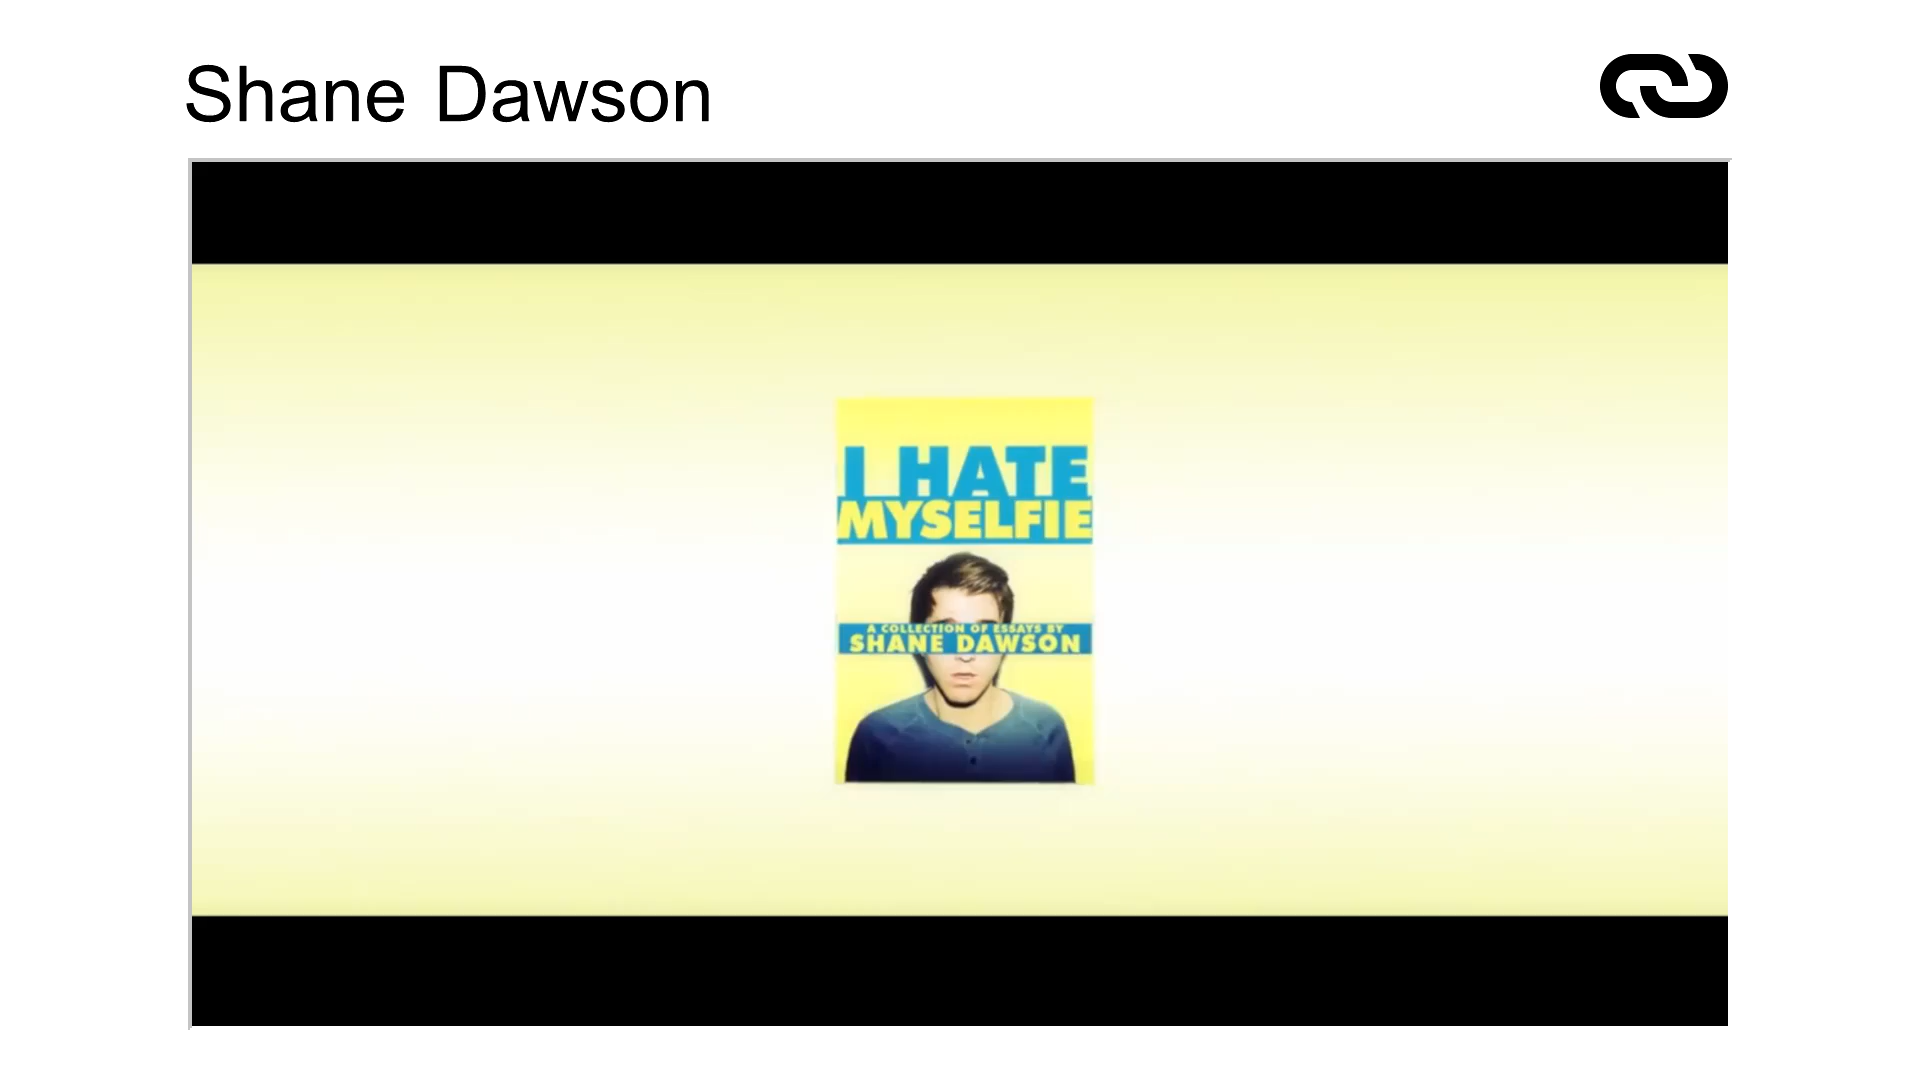 Shane Dawson
I HATE
MYSELFIE
A COLLECTION OF ESSAYS BY
SHANE DAWSON